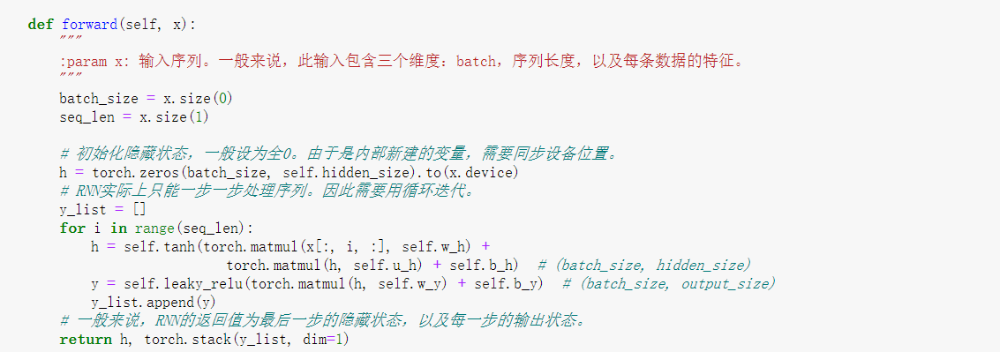 def forward(self, x):
    """
    :param x: 输入序列。一般来说，此输入包含三个维度：batch，序列长度，以及每条数据的特征。
    """
    batch_size = x.size(0)
    seq_len = x.size(1)

    # 初始化隐藏状态，一般设为全0。由于是内部新建的变量，需要同步设备位置。
    h = torch.zeros(batch_size, self.hidden_size).to(x.device)
    # RNN实际上只能一步一步处理序列。因此需要用循环迭代。
    y_list = []
    for i in range(seq_len):
        h = self.tanh(torch.matmul(x[:, i, :], self.w_h) +
                      torch.matmul(h, self.u_h) + self.b_h)  # (batch_size, hidden_size)
        y = self.leaky_relu(torch.matmul(h, self.w_y) + self.b_y)  # (batch_size, output_size)
        y_list.append(y)
    # 一般来说，RNN的返回值为最后一步的隐藏状态，以及每一步的输出状态。
    return h, torch.stack(y_list, dim=1)